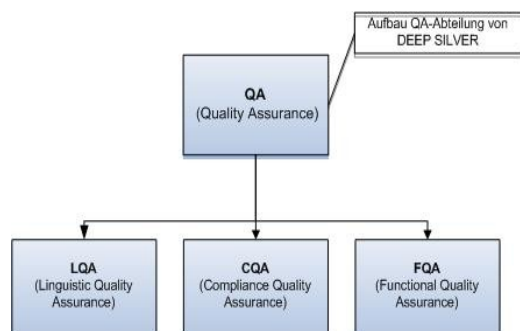 Aufbau QA-Abteilung von
DEEP SILVER
QA
(Quality Assurance)
LQA
(Linguistic Quality
Assurance)
CQA
(Compliance Quality
Assurance)
FQA
(Functional Quality
Assurance)